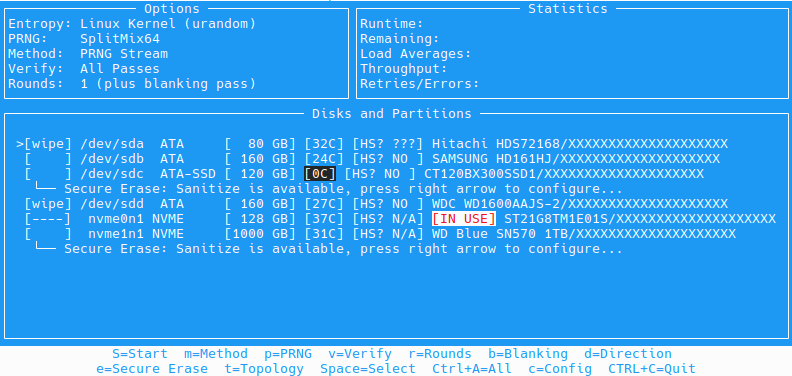 Options
Entropy: Linux Kernel (urandom)
PRNG: SplitMix64
Method: PRNG Stream
Verify: All Passes
Rounds: 1 (plus blanking pass)
Statistics
Runtime:
Remaining:
Load Averages:
Throughput:
Retries/Errors:
Disks and Partitions
>[wipe] /dev/sda ATA [ 80 GB] [32C] [HS? ???] Hitachi HDS72168/XXXXXXXXXXXXXXXXXXXX
[ ] /dev/sdb ATA [ 160 GB] [24C] [HS? NO ] SAMSUNG HD161HJ/XXXXXXXXXXXXXXXXXXXX
[ ] /dev/sdc ATA-SSD [ 120 GB] [0C] [HS? NO ] CT120BX300SSD1/XXXXXXXXXXXXXXXXXXXX
└── Secure Erase: Sanitize is available, press right arrow to configure...
[wipe] /dev/sdd ATA [ 160 GB] [27C] [HS? NO ] WDC WD1600AAJS-2/XXXXXXXXXXXXXXXXXXXX
[----] nvme0n1 NVME [ 128 GB] [37C] [HS? N/A] [IN USE] ST21G8TM1E01S/XXXXXXXXXXXXXXXXXXXX
[ ] nvme1n1 NVME [1000 GB] [31C] [HS? N/A] WD Blue SN570 1TB/XXXXXXXXXXXXXXXXXXXX
└── Secure Erase: Sanitize is available, press right arrow to configure...
S=Start m=Method p=PRNG v=Verify r=Rounds b=Blanking d=Direction
e=Secure Erase t=Topology Space=Select Ctrl+A=All c=Config CTRL+C=Quit